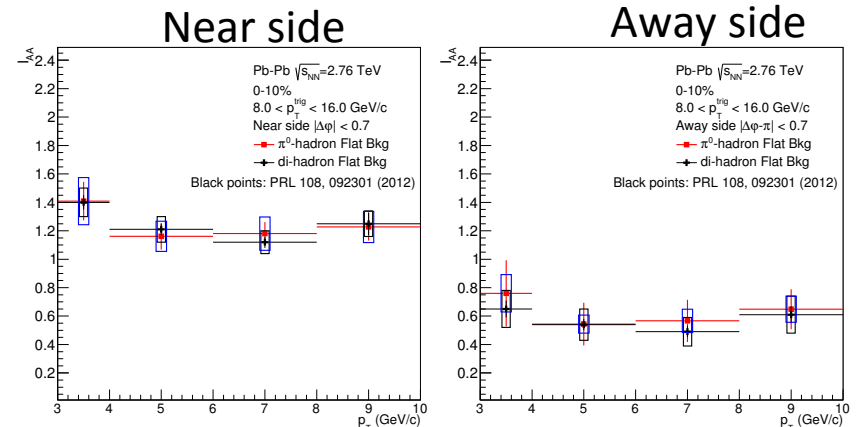 Near side
I_AA
2.4
2.2
2
1.8
1.6
1.4
1.2
1
0.8
0.6
0.4
0.2
Pb-Pb √s_NN=2.76 TeV
0-10%
8.0 < p_T^trig < 16.0 GeV/c
Near side |Δφ| < 0.7
π⁰-hadron Flat Bkg
di-hadron Flat Bkg
Black points: PRL 108, 092301 (2012)
3 4 5 6 7 8 9 10
p_T (GeV/c)
Away side
I_AA
2.4
2.2
2
1.8
1.6
1.4
1.2
1
0.8
0.6
0.4
0.2
Pb-Pb √s_NN=2.76 TeV
0-10%
8.0 < p_T^trig < 16.0 GeV/c
Away side |Δφ-π| < 0.7
π⁰-hadron Flat Bkg
di-hadron Flat Bkg
Black points: PRL 108, 092301 (2012)
3 4 5 6 7 8 9 10
p_T (GeV/c)